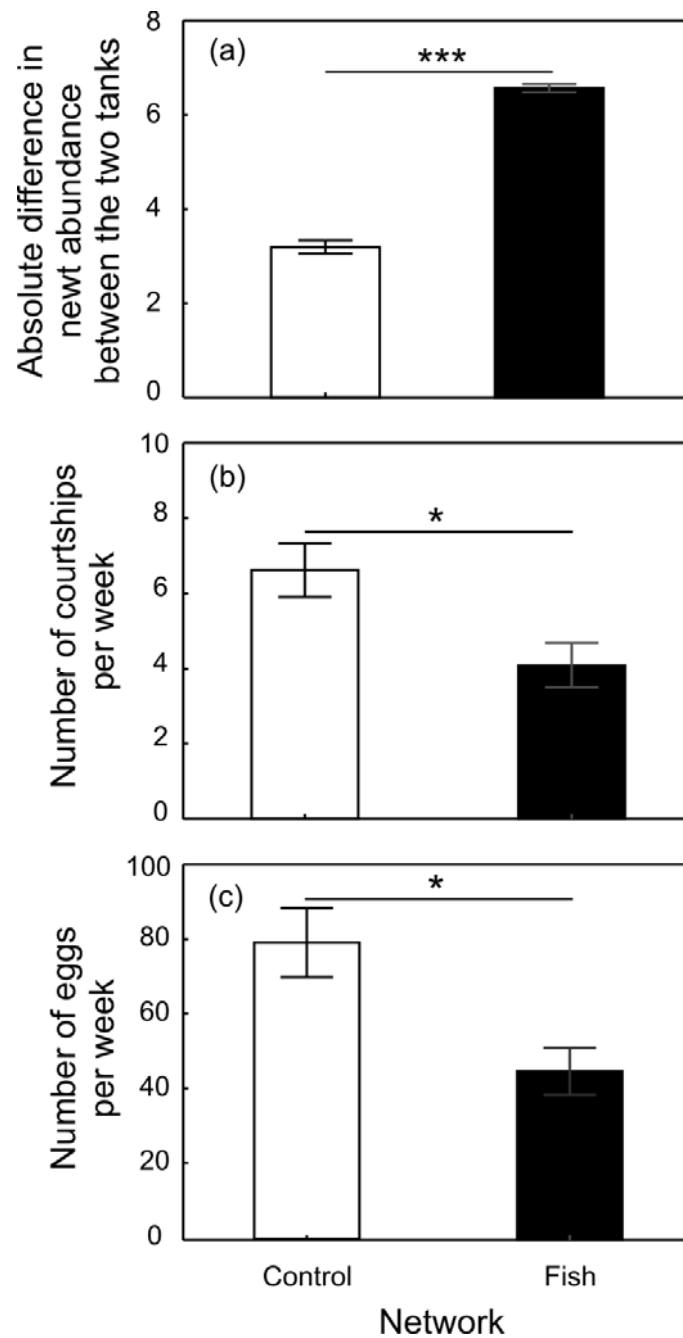 (a)
***
Absolute difference in
newt abundance
between the two tanks
8
6
4
2
0
(b)
*
Number of courtships
per week
10
8
6
4
2
0
(c)
*
Number of eggs
per week
100
80
60
40
20
0
Control Fish
Network